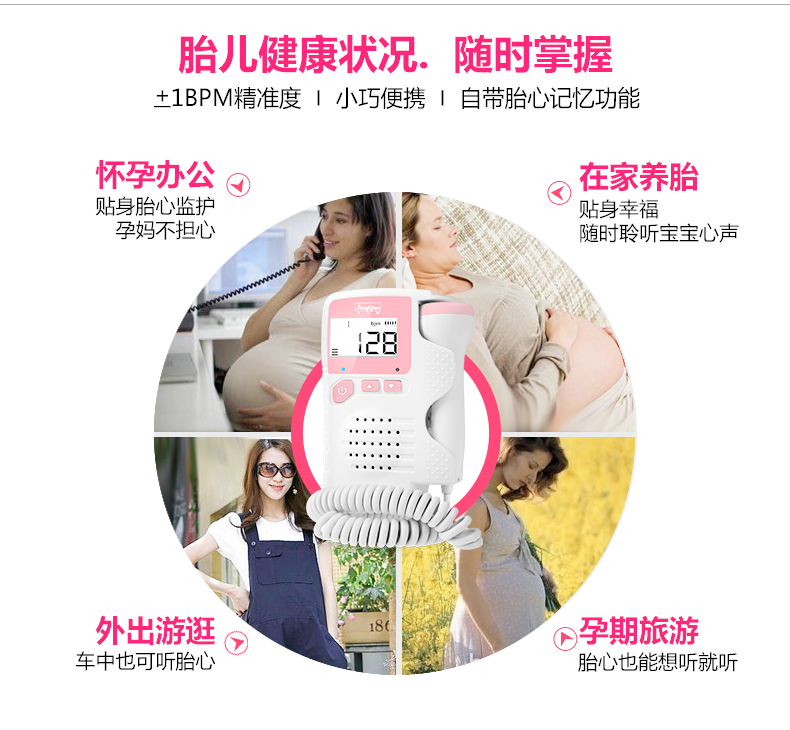 胎儿健康状况. 随时掌握
±1BPM精准度 I 小巧便携 I 自带胎心记忆功能
怀孕办公
贴身胎心监护
孕妈不担心
在家养胎
贴身幸福
随时聆听宝宝心声
bpm
128
186
外出游逛
车中也可听胎心
孕期旅游
胎心也能想听就听